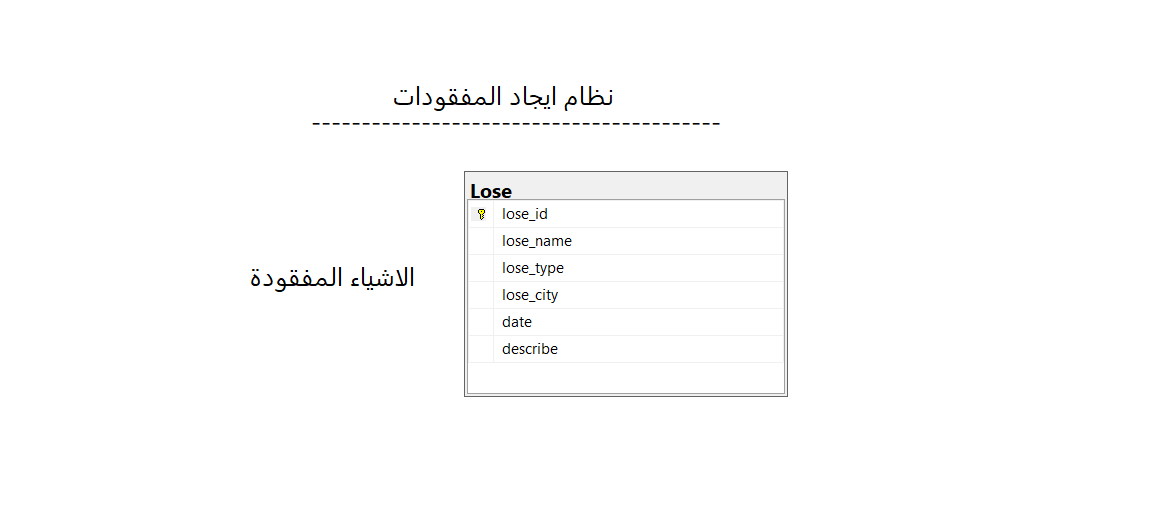 نظام ايجاد المفقودات
-----------------------------------------
Lose
lose_id
lose_name
lose_type
الاشياء المفقودة
lose_city
date
describe